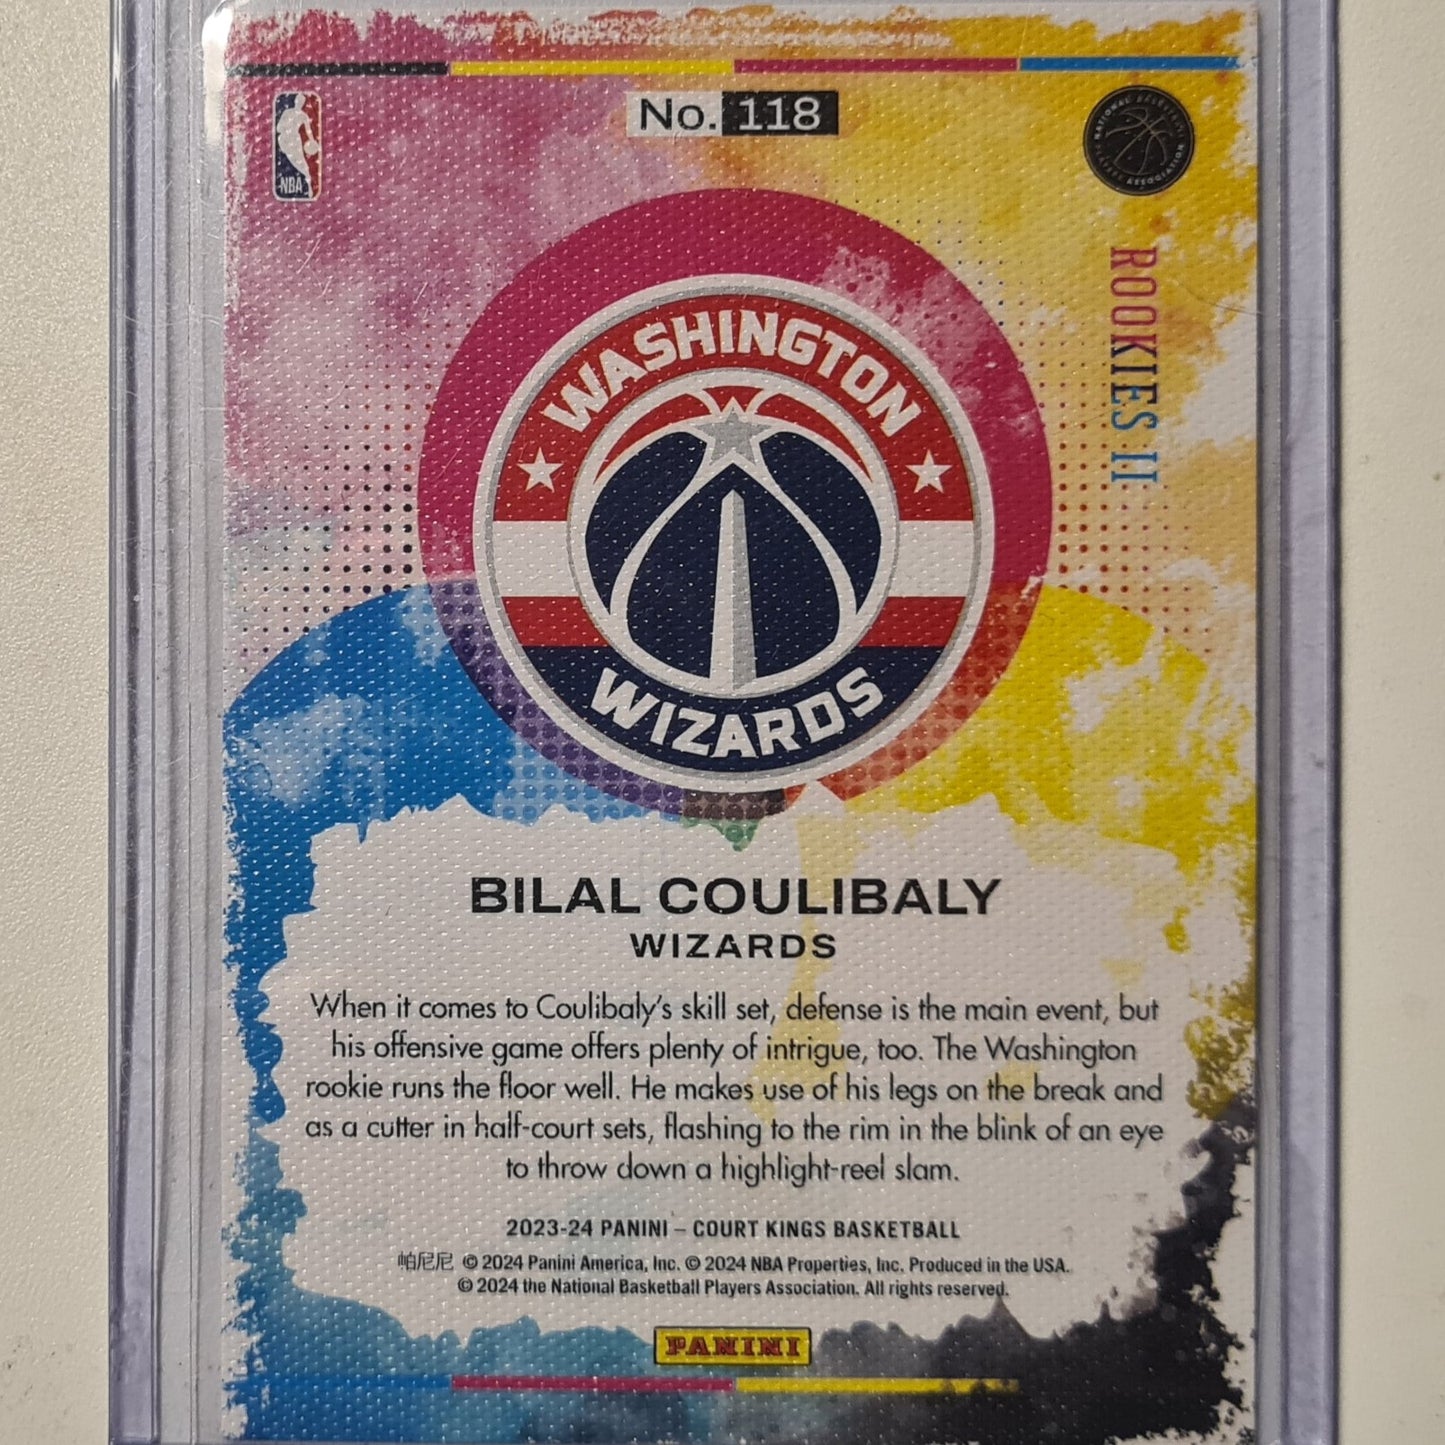 No. 118
NBA
NATIONAL BASKETBALL
PLAYERS ASSOCIATION
ROOKIES II
WASHINGTON
WIZARDS
BILAL COULIBALY
WIZARDS
When it comes to Coulibaly's skill set, defense is the main event, but
his offensive game offers plenty of intrigue, too. The Washington
rookie runs the floor well. He makes use of his legs on the break and
as a cutter in half-court sets, flashing to the rim in the blink of an eye
to throw down a highlight-reel slam.
2023-24 PANINI – COURT KINGS BASKETBALL
帕尼尼 © 2024 Panini America, Inc. © 2024 NBA Properties, Inc. Produced in the USA.
© 2024 the National Basketball Players Association. All rights reserved.
PANINI